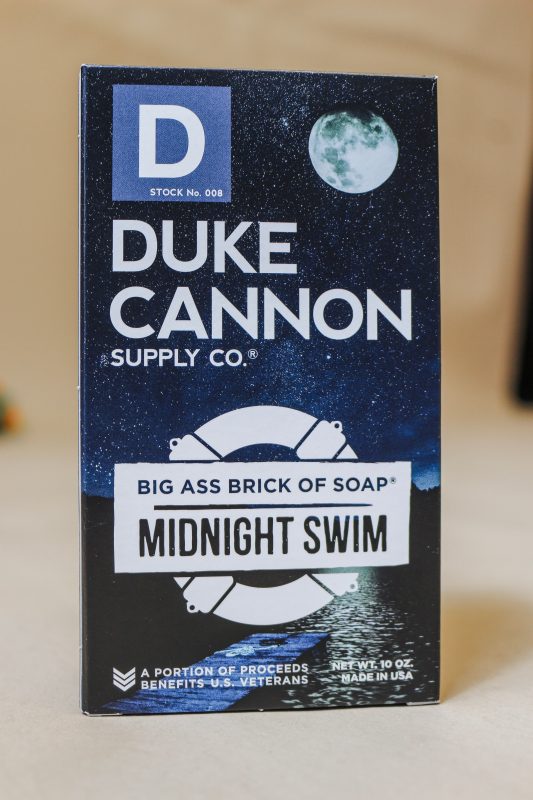 D
STOCK No. 008
DUKE
CANNON
SUPPLY CO.®
BIG ASS BRICK OF SOAP®
MIDNIGHT SWIM
A PORTION OF PROCEEDS
BENEFITS U.S. VETERANS
NET WT. 10 OZ.
MADE IN USA